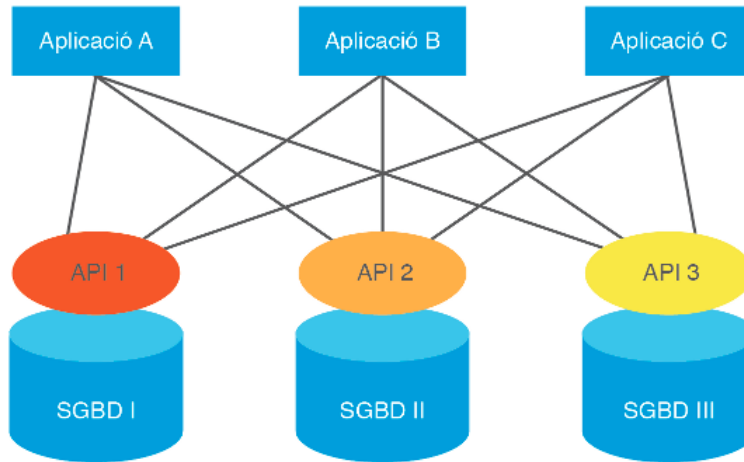 Aplicació A
Aplicació B
Aplicació C
API 1
API 2
API 3
SGBD I
SGBD II
SGBD III